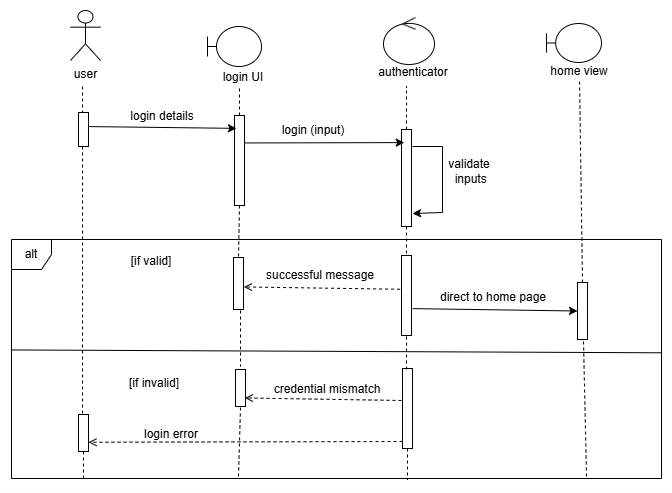 user
login UI
authenticator
home view
login details
login (input)
validate
inputs
alt
[if valid]
successful message
direct to home page
[if invalid]
credential mismatch
login error